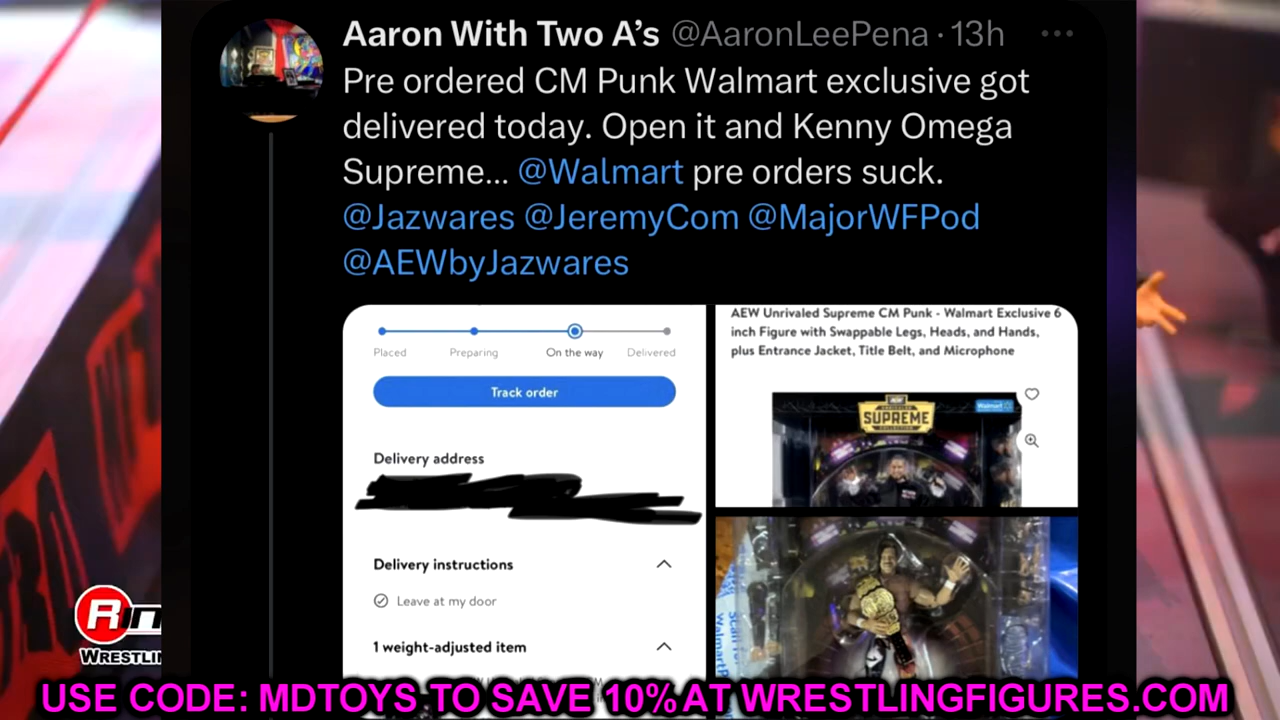 Aaron With Two A's @AaronLeePena · 13h
Pre ordered CM Punk Walmart exclusive got
delivered today. Open it and Kenny Omega
Supreme... @Walmart pre orders suck.
@Jazwares @JeremyCom @MajorWFPod
@AEWbyJazwares
Placed Preparing On the way Delivered
Track order
Delivery address
Delivery instructions
Leave at my door
1 weight-adjusted item
AEW Unrivaled Supreme CM Punk - Walmart Exclusive 6
inch Figure with Swappable Legs, Heads, and Hands,
plus Entrance Jacket, Title Belt, and Microphone
AEW
SUPREME
Walmart
USE CODE: MDTOYS TO SAVE 10% AT WRESTLINGFIGURES.COM